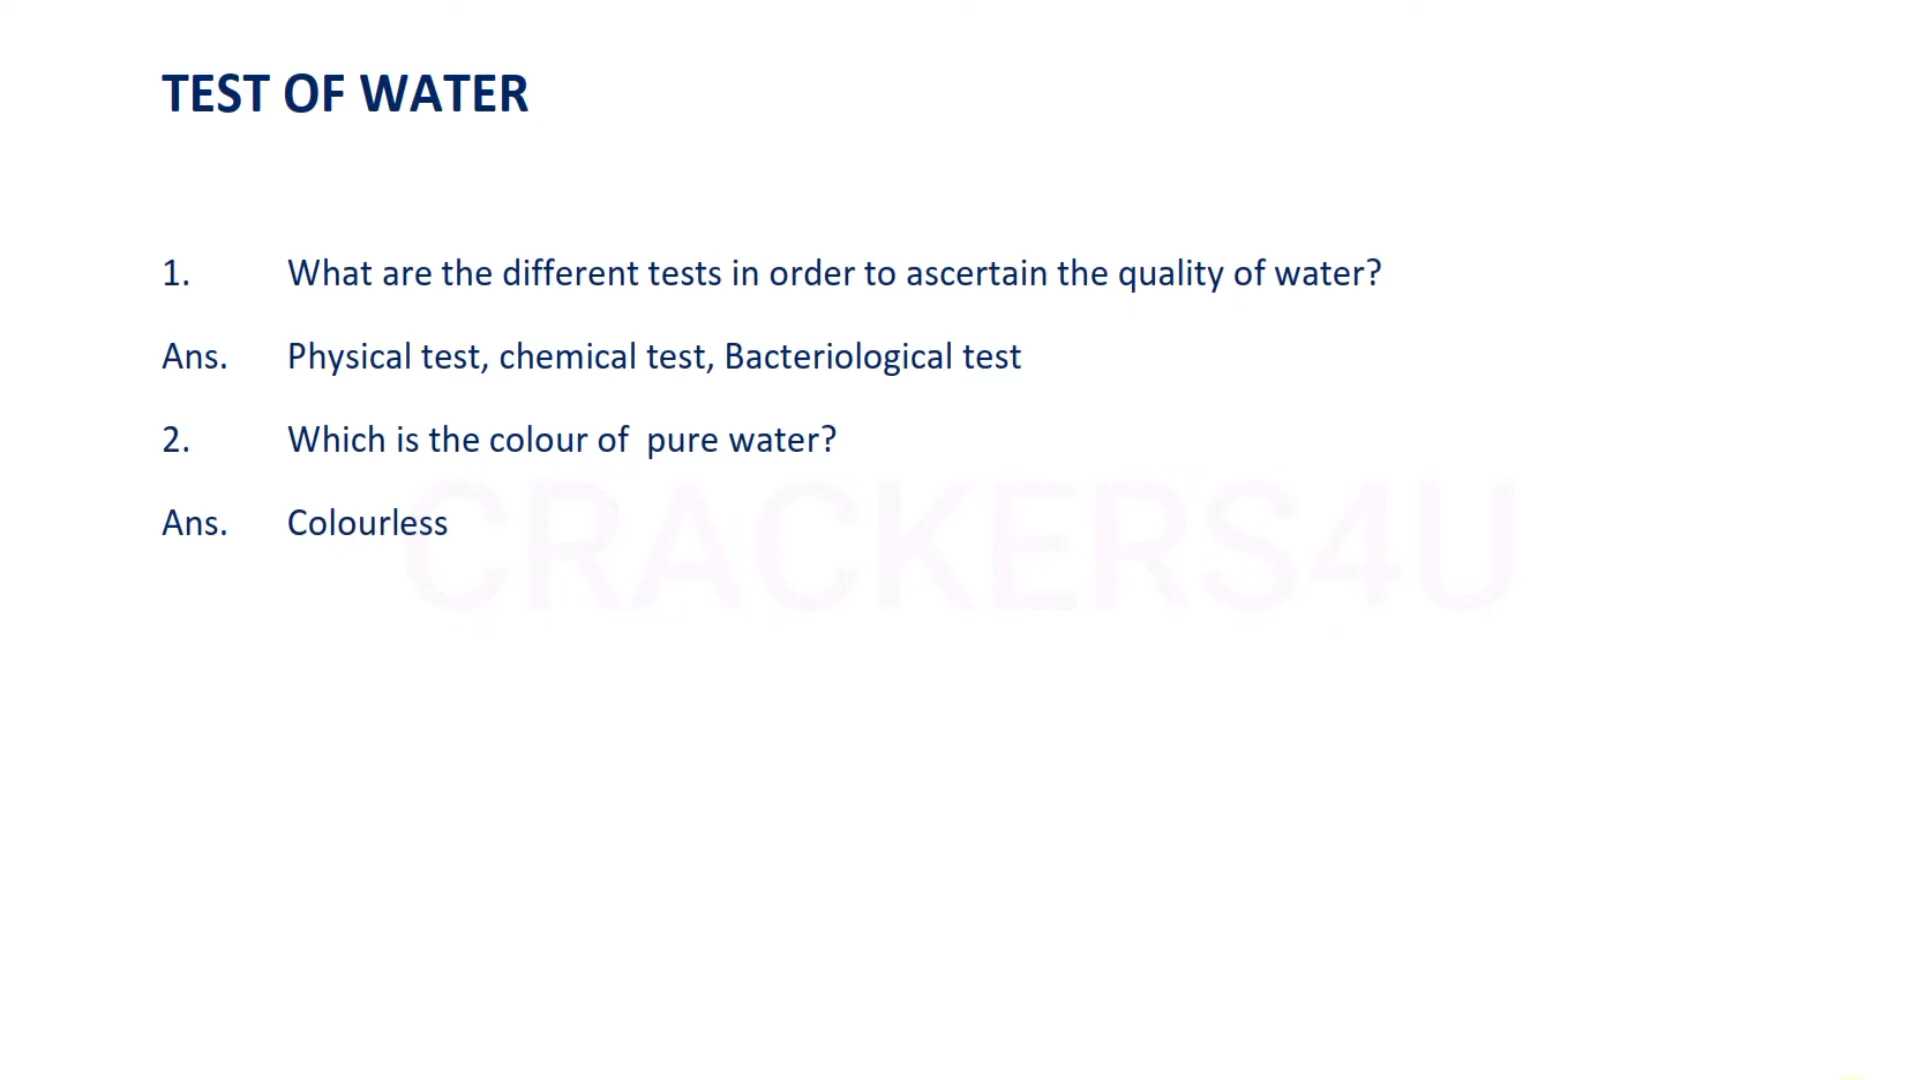 TEST OF WATER
1. What are the different tests in order to ascertain the quality of water?
Ans. Physical test, chemical test, Bacteriological test
2. Which is the colour of pure water?
Ans. Colourless
CRACKERS4U